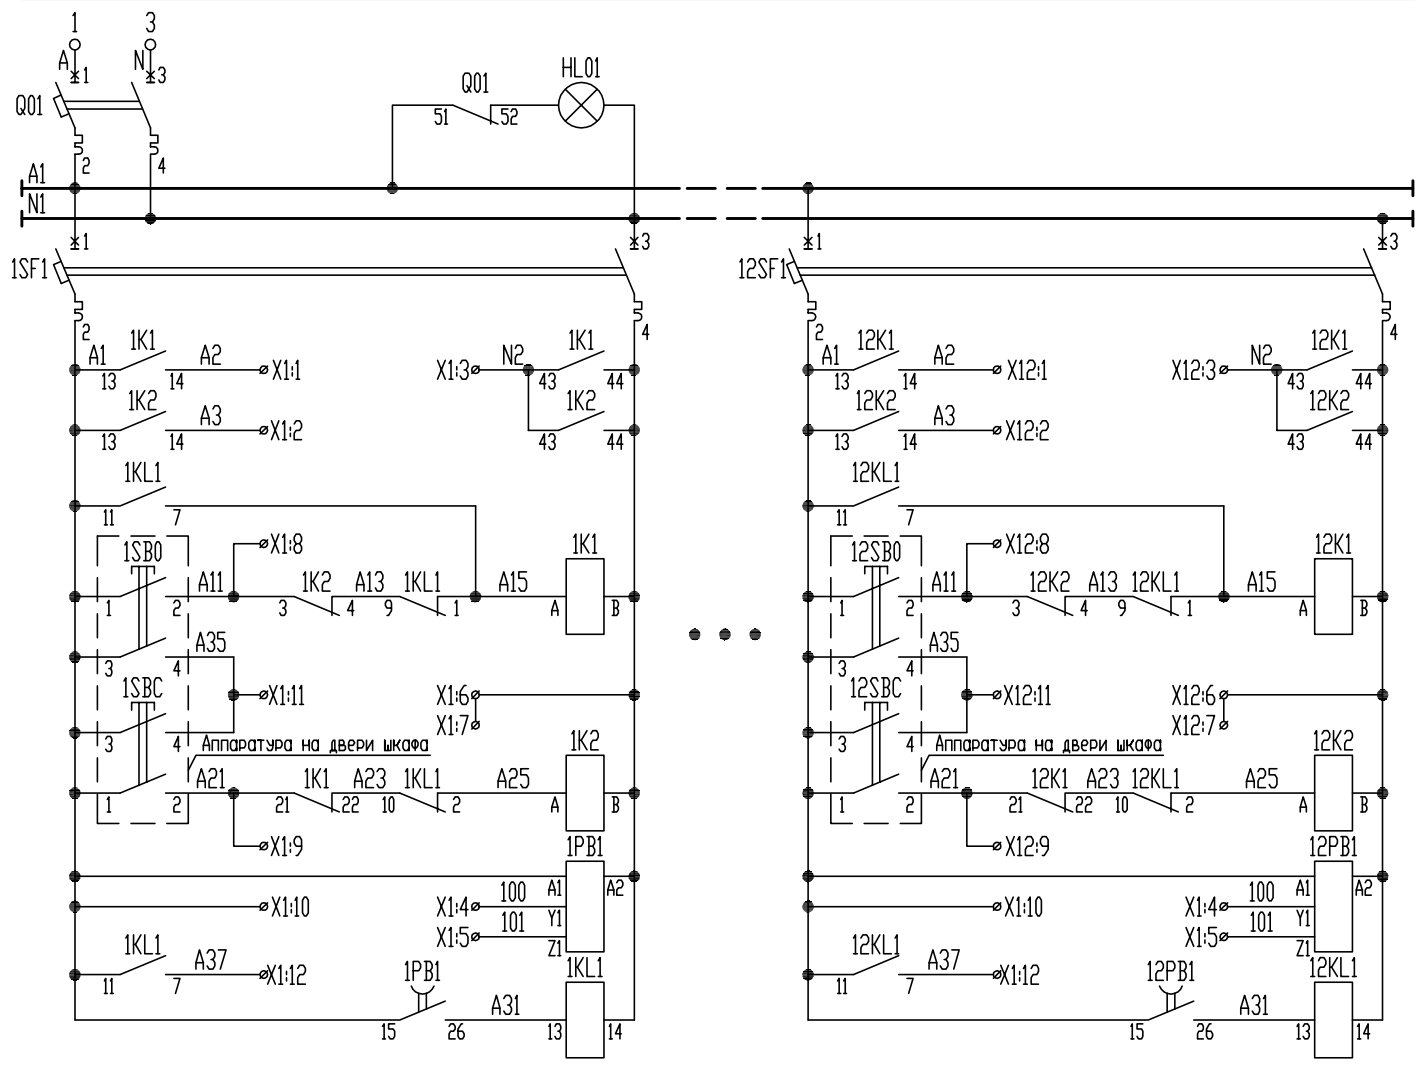 1 3
A N
1 3
Q01
2 4
Q01 HL01
51 52
A1
N1
1 3 1 3
1SF1 12SF1
2 4 2 4
A1 1K1 A2 X1:1 X1:3 N2 1K1 A1 12K1 A2 X12:1 X12:3 N2 12K1
13 14 43 44 13 14 43 44
1K2 A3 X1:2 1K2 12K2 A3 X12:2 12K2
13 14 43 44 13 14 43 44
1KL1 12KL1
11 7 11 7
X1:8 X12:8
1SB0 1K1 12SB0 12K1
A11 1K2 A13 1KL1 A15 A11 12K2 A13 12KL1 A15
1 2 3 4 9 1 A B 1 2 3 4 9 1 A B
A35 A35
3 4 3 4
1SBC X1:11 X1:6 12SBC X12:11 X12:6
X1:7 X12:7
3 4 3 4
Аппаратура на двери шкафа Аппаратура на двери шкафа
1K2 12K2
A21 1K1 A23 1KL1 A25 A21 12K1 A23 12KL1 A25
1 2 21 22 10 2 A B 1 2 21 22 10 2 A B
X1:9 1PB1 X12:9 12PB1
A1 A2 A1 A2
X1:10 X1:4 100 Y1 X1:10 X1:4 100 Y1
X1:5 101 Z1 X1:5 101 Z1
1KL1 A37 X1:12 1PB1 1KL1 12KL1 A37 X1:12 12PB1 12KL1
11 7 11 7
A31 A31
15 26 13 14 15 26 13 14